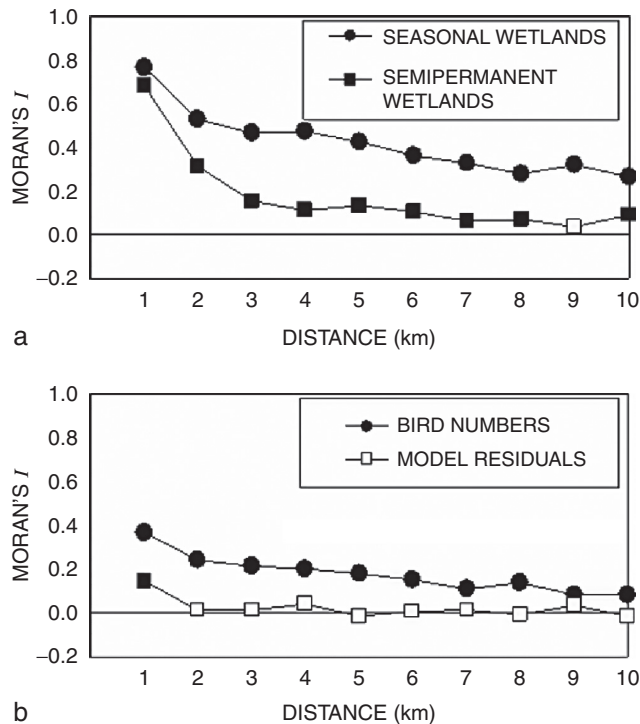 1.0
0.8
0.6
0.4
0.2
0.0
−0.2
MORAN'S I
SEASONAL WETLANDS
SEMIPERMANENT
WETLANDS
1 2 3 4 5 6 7 8 9 10
a
DISTANCE (km)
1.0
0.8
0.6
0.4
0.2
0.0
−0.2
MORAN'S I
BIRD NUMBERS
MODEL RESIDUALS
1 2 3 4 5 6 7 8 9 10
b
DISTANCE (km)